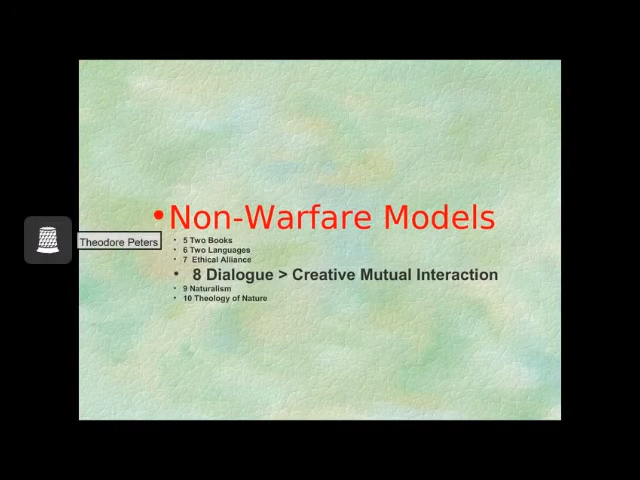 • Non-Warfare Models
• 5 Two Books
• 6 Two Languages
• 7 Ethical Alliance
• 8 Dialogue > Creative Mutual Interaction
• 9 Naturalism
• 10 Theology of Nature
Theodore Peters